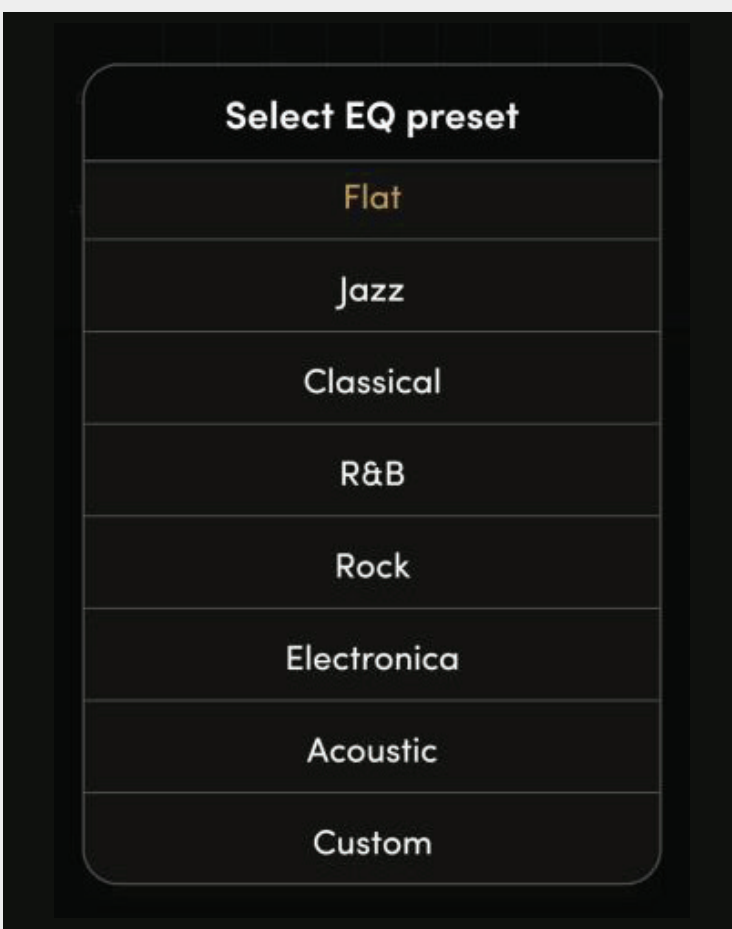 Select EQ preset
Flat
Jazz
Classical
R&B
Rock
Electronica
Acoustic
Custom